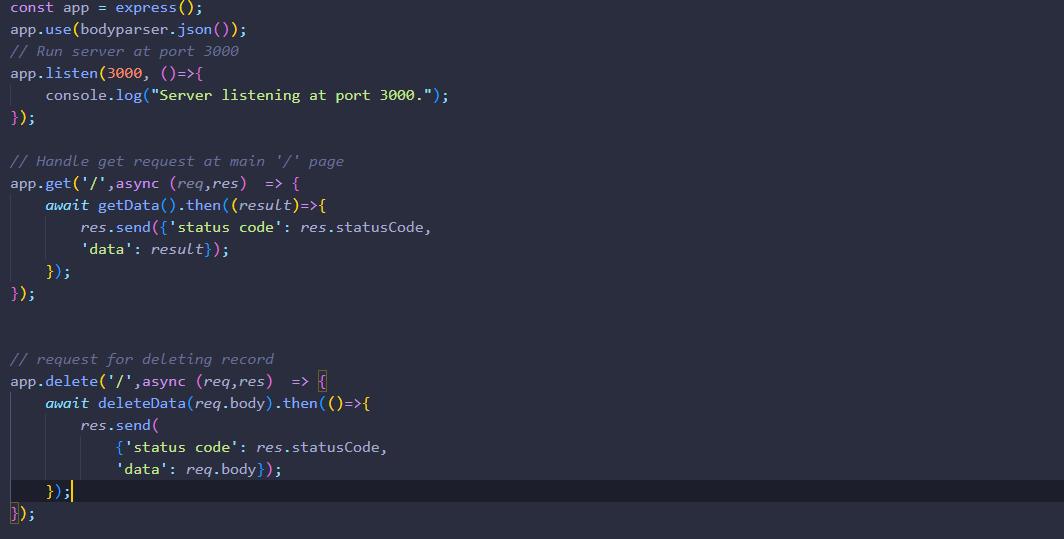 const app = express();
app.use(bodyparser.json());
// Run server at port 3000
app.listen(3000, ()=>{
    console.log("Server listening at port 3000.");
});

// Handle get request at main '/' page
app.get('/',async (req,res)  => {
    await getData().then((result)=>{
        res.send({'status code': res.statusCode,
        'data': result});
    });
});


// request for deleting record
app.delete('/',async (req,res)  => {
    await deleteData(req.body).then(()=>{
        res.send(
            {'status code': res.statusCode,
            'data': req.body});
    });
});